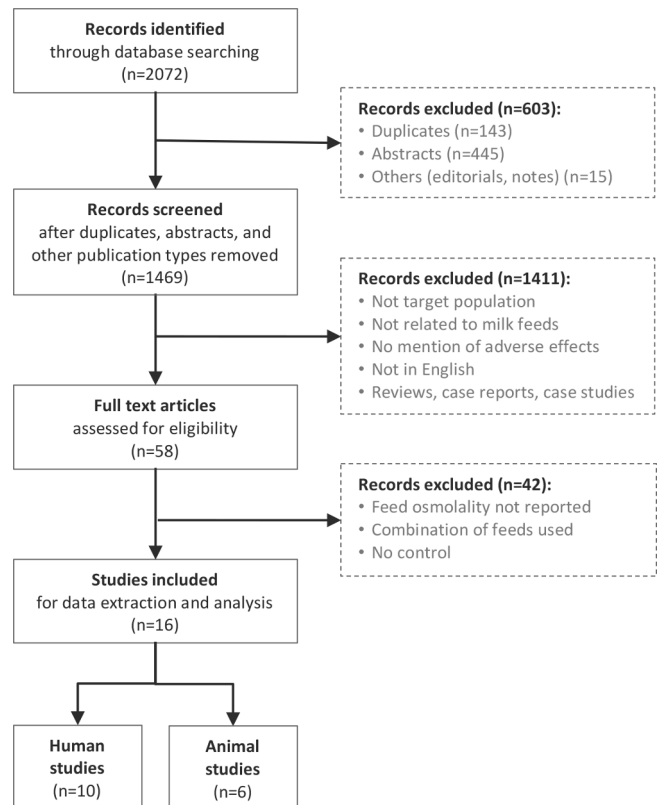 Records identified
through database searching
(n=2072)
Records excluded (n=603):
• Duplicates (n=143)
• Abstracts (n=445)
• Others (editorials, notes) (n=15)
Records screened
after duplicates, abstracts, and
other publication types removed
(n=1469)
Records excluded (n=1411):
• Not target population
• Not related to milk feeds
• No mention of adverse effects
• Not in English
• Reviews, case reports, case studies
Full text articles
assessed for eligibility
(n=58)
Records excluded (n=42):
• Feed osmolality not reported
• Combination of feeds used
• No control
Studies included
for data extraction and analysis
(n=16)
Human
studies
(n=10)
Animal
studies
(n=6)